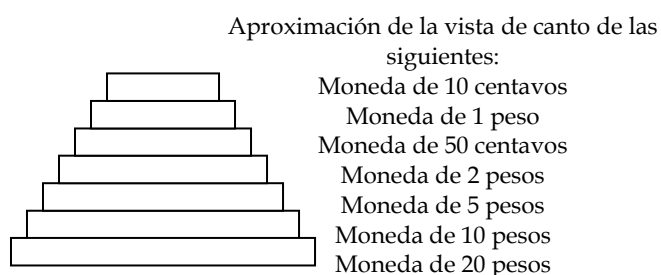 Aproximación de la vista de canto de las
siguientes:
Moneda de 10 centavos
Moneda de 1 peso
Moneda de 50 centavos
Moneda de 2 pesos
Moneda de 5 pesos
Moneda de 10 pesos
Moneda de 20 pesos